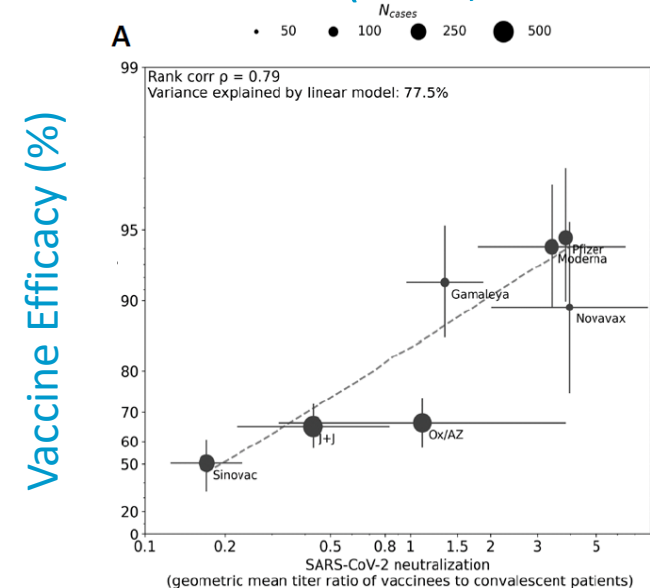 N_cases
50 100 250 500
A
Rank corr ρ = 0.79
Variance explained by linear model: 77.5%
Vaccine Efficacy (%)
99
95
90
80
70
60
50
20
0
Pfizer
Moderna
Gamaleya
Novavax
Ox/AZ
J+J
Sinovac
0.1 0.2 0.5 0.8 1 1.5 2 3 5
SARS-CoV-2 neutralization
(geometric mean titer ratio of vaccinees to convalescent patients)